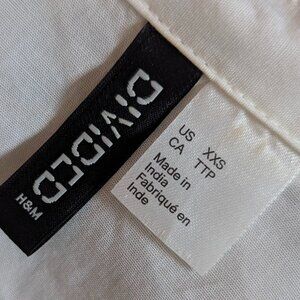 DIVIDED
H&M
US XXS
CA TTP
Made in
India
Fabriqué en
Inde